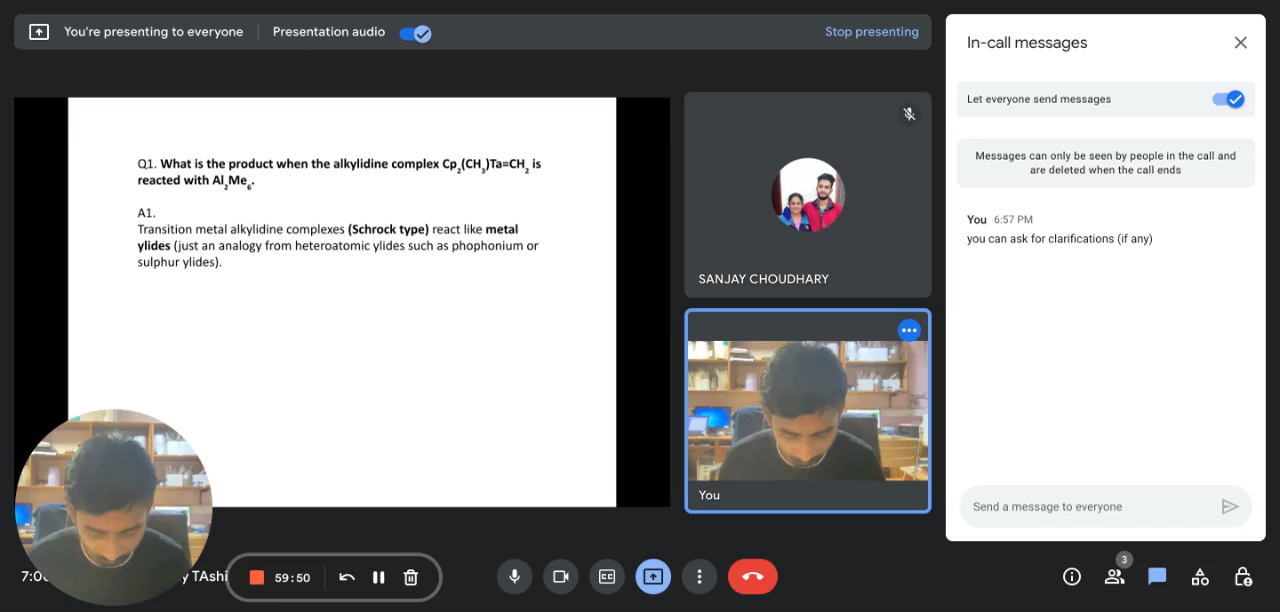 You're presenting to everyone
Presentation audio
Stop presenting
Q1. What is the product when the alkylidine complex Cp₂(CH₃)Ta=CH₂ is
reacted with Al₂Me₆.
A1.
Transition metal alkylidine complexes (Schrock type) react like metal
ylides (just an analogy from heteroatomic ylides such as phophonium or
sulphur ylides).
SANJAY CHOUDHARY
You
In-call messages
Let everyone send messages
Messages can only be seen by people in the call and
are deleted when the call ends
You 6:57 PM
you can ask for clarifications (if any)
Send a message to everyone
59:50
3